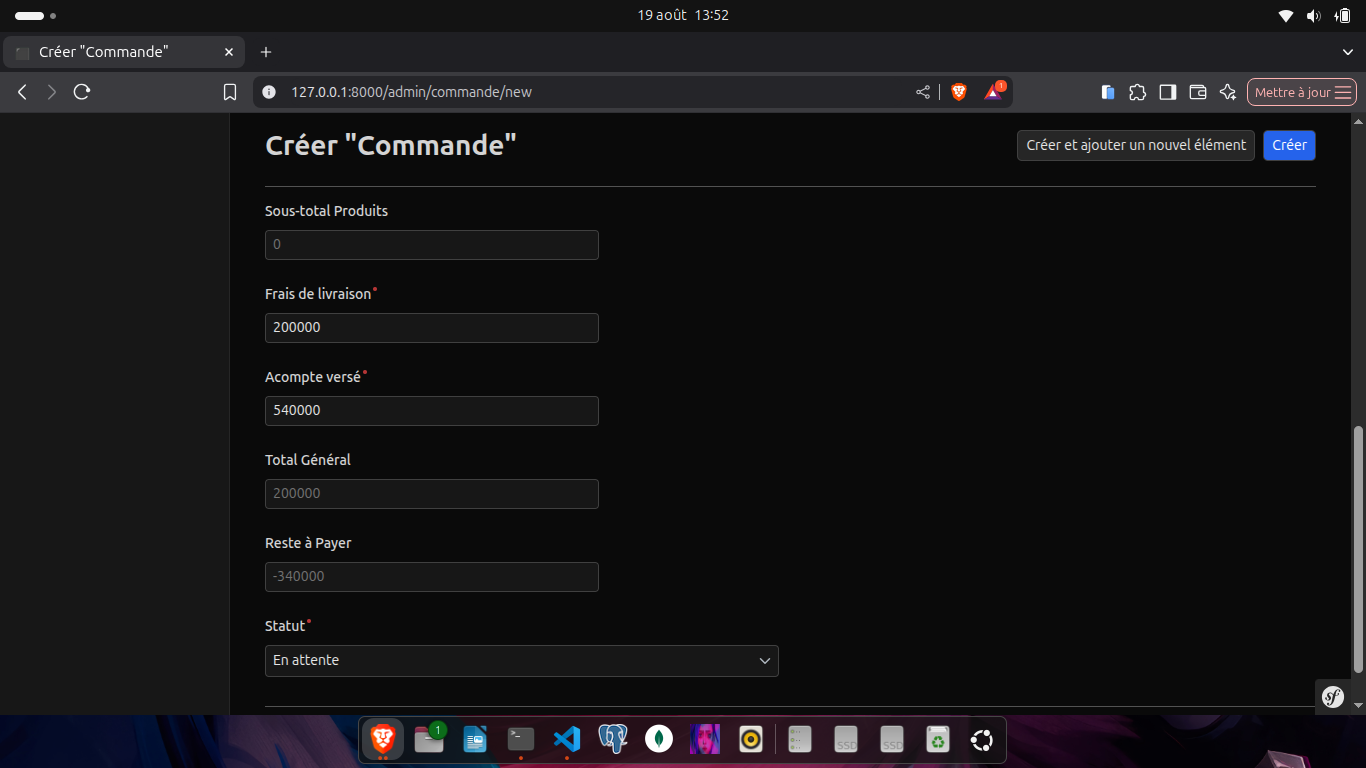 19 août 13:52
Créer "Commande"
127.0.0.1:8000/admin/commande/new
1
Mettre à jour
Créer "Commande"
Créer et ajouter un nouvel élément
Créer
Sous-total Produits
0
Frais de livraison
200000
Acompte versé
540000
Total Général
200000
Reste à Payer
-340000
Statut
En attente
sf
1
>_
SSD
SSD